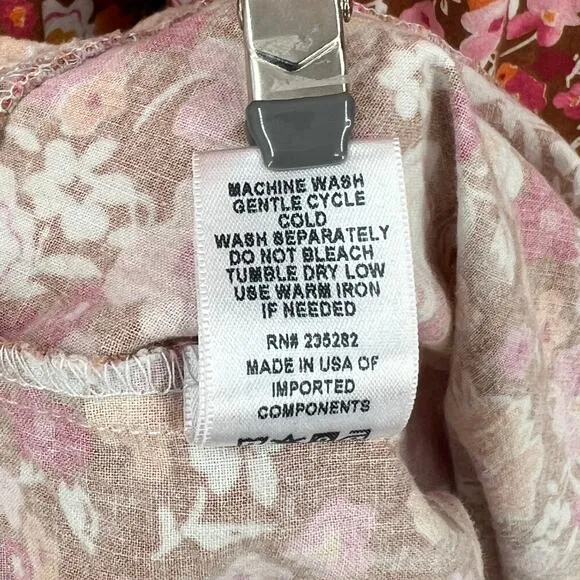 MACHINE WASH
GENTLE CYCLE
COLD
WASH SEPARATELY
DO NOT BLEACH
TUMBLE DRY LOW
USE WARM IRON
IF NEEDED
RN# 235282
MADE IN USA OF
IMPORTED
COMPONENTS